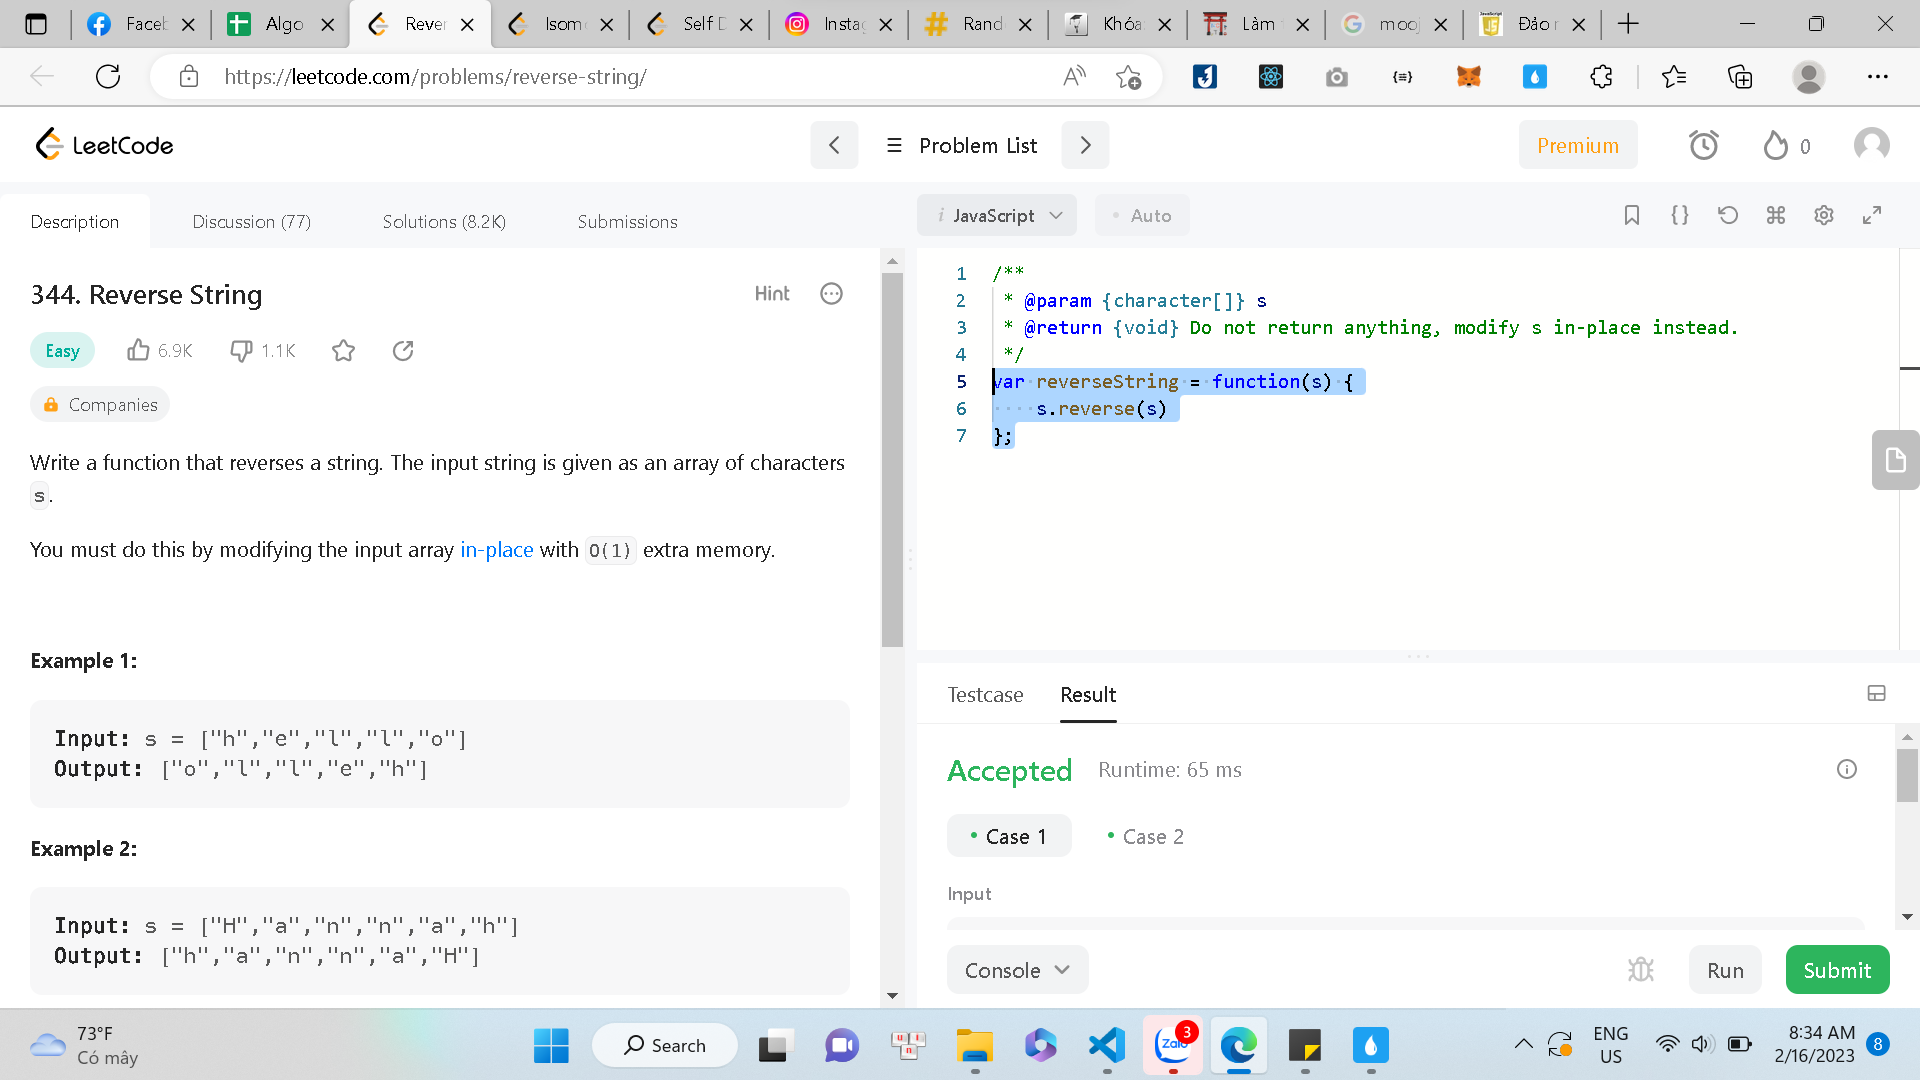 Faceb
Algo
Rever
Isom
Self D
Insta
Rand
Khóa
Làm
mooj
Đảo n
https://leetcode.com/problems/reverse-string/
LeetCode
Problem List
Premium
0
Description
Discussion (77)
Solutions (8.2K)
Submissions
i JavaScript
Auto
344. Reverse String
Hint
Easy
6.9K
1.1K
Companies
Write a function that reverses a string. The input string is given as an array of characters
s.
You must do this by modifying the input array in-place with O(1) extra memory.
Example 1:
Input: s = ["h","e","l","l","o"]
Output: ["o","l","l","e","h"]
Example 2:
Input: s = ["H","a","n","n","a","h"]
Output: ["h","a","n","n","a","H"]
1 /**
2 * @param {character[]} s
3 * @return {void} Do not return anything, modify s in-place instead.
4 */
5 var reverseString = function(s) {
6 s.reverse(s)
7 };
Testcase
Result
Accepted
Runtime: 65 ms
Case 1
Case 2
Input
Console
Run
Submit
73°F
Có mây
Search
Zalo
3
ENG
US
8:34 AM
2/16/2023
8